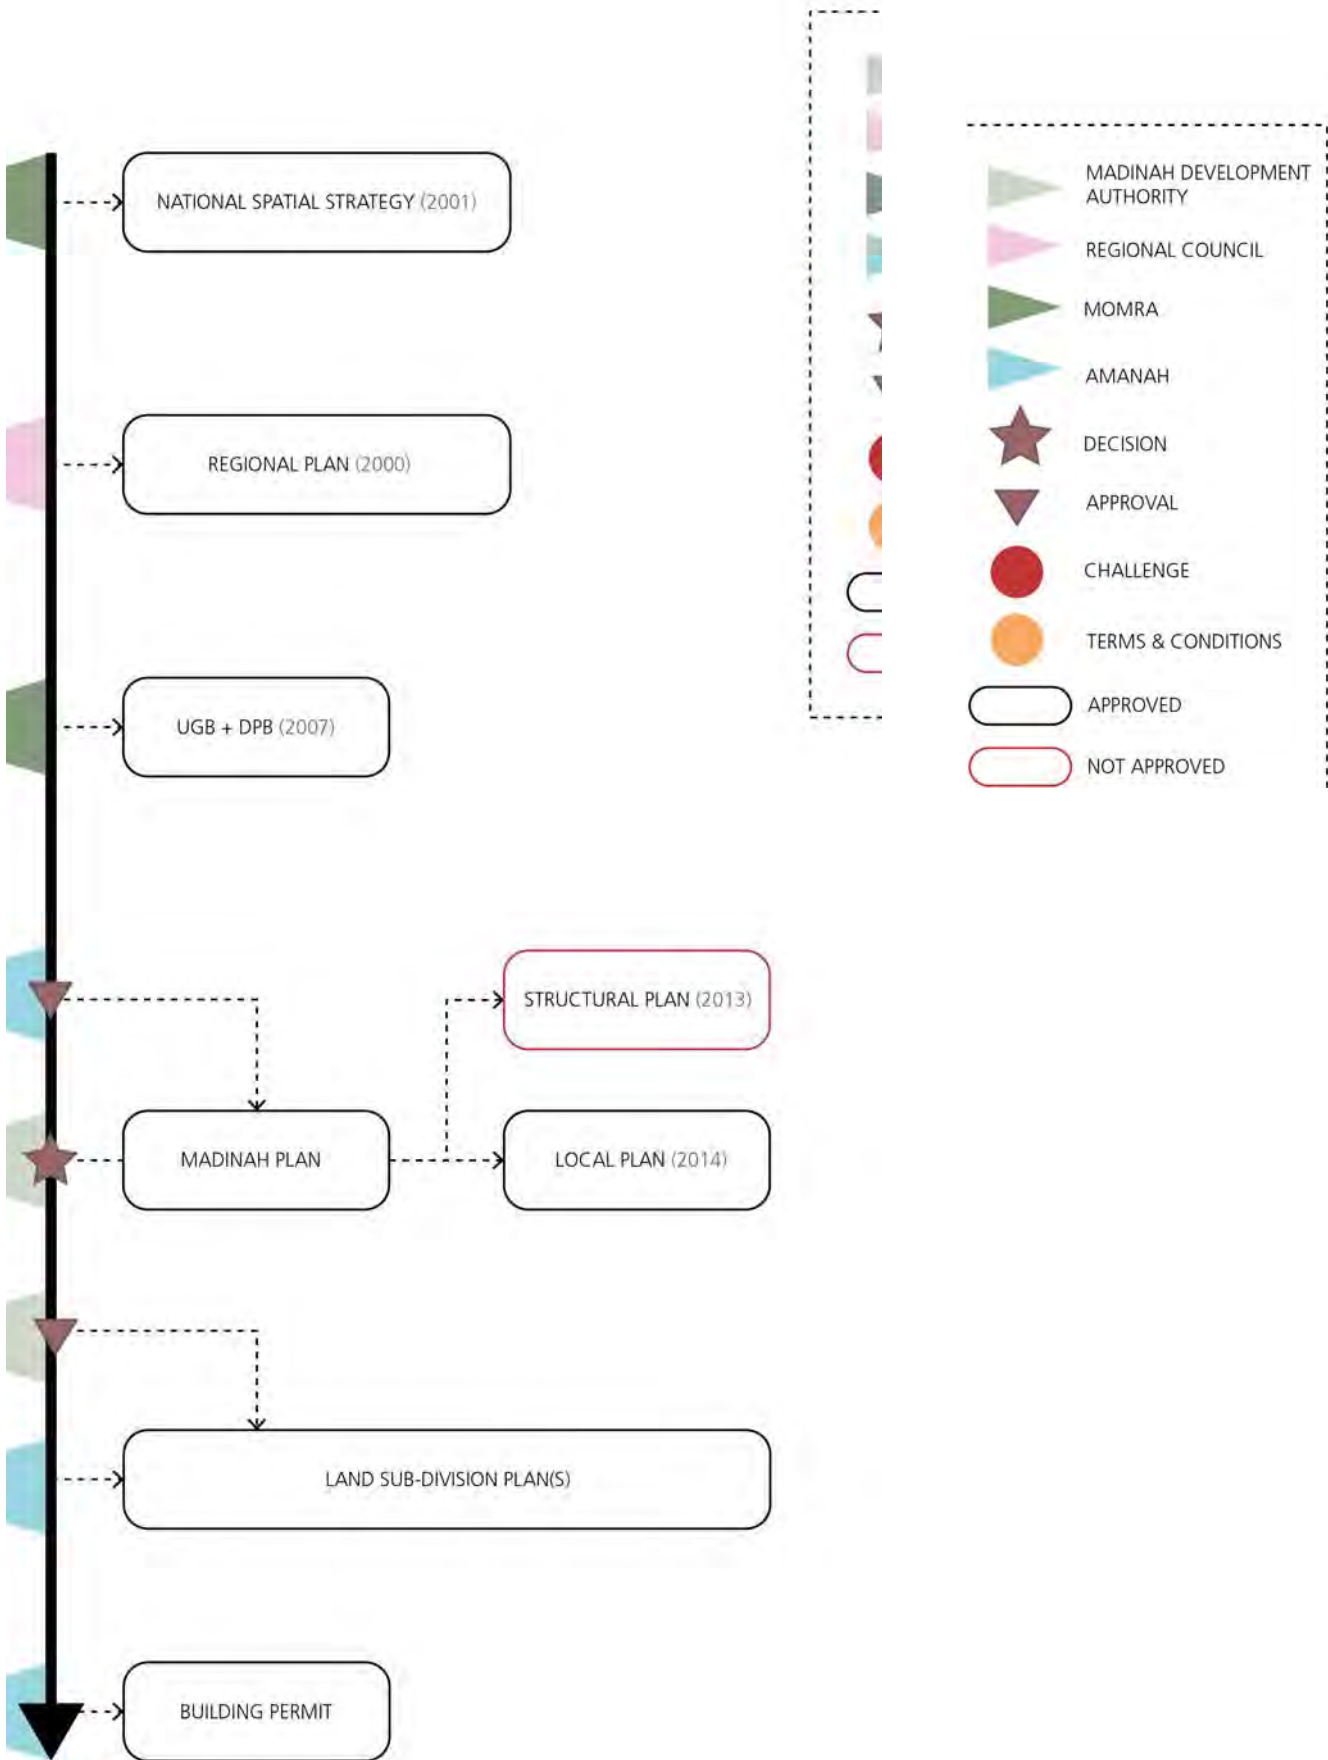 NATIONAL SPATIAL STRATEGY (2001)
REGIONAL PLAN (2000)
UGB + DPB (2007)
STRUCTURAL PLAN (2013)
MADINAH PLAN
LOCAL PLAN (2014)
LAND SUB-DIVISION PLAN(S)
BUILDING PERMIT
MADINAH DEVELOPMENT
AUTHORITY
REGIONAL COUNCIL
MOMRA
AMANAH
DECISION
APPROVAL
CHALLENGE
TERMS & CONDITIONS
APPROVED
NOT APPROVED